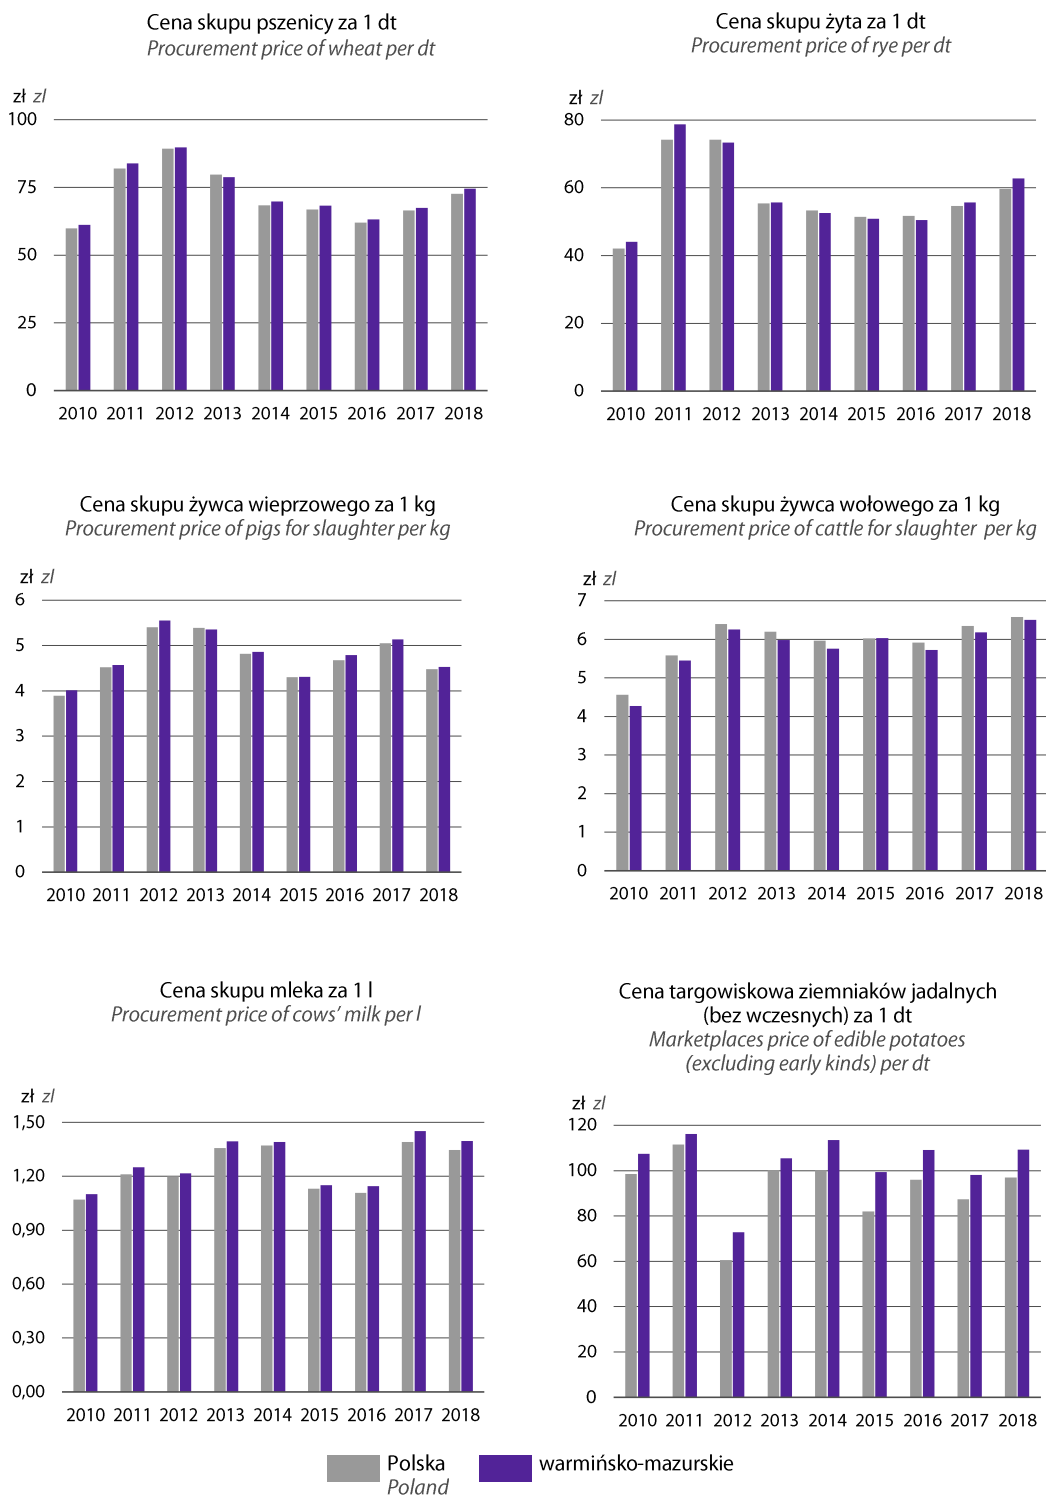 Cena skupu pszenicy za 1 dt
Procurement price of wheat per dt
zł zl
100
75
50
25
0
2010 2011 2012 2013 2014 2015 2016 2017 2018
Cena skupu żyta za 1 dt
Procurement price of rye per dt
zł zl
80
60
40
20
0
2010 2011 2012 2013 2014 2015 2016 2017 2018
Cena skupu żywca wieprzowego za 1 kg
Procurement price of pigs for slaughter per kg
zł zl
6
5
4
3
2
1
0
2010 2011 2012 2013 2014 2015 2016 2017 2018
Cena skupu żywca wołowego za 1 kg
Procurement price of cattle for slaughter per kg
zł zl
7
6
5
4
3
2
1
0
2010 2011 2012 2013 2014 2015 2016 2017 2018
Cena skupu mleka za 1 l
Procurement price of cows’ milk per l
zł zl
1,50
1,20
0,90
0,60
0,30
0,00
2010 2011 2012 2013 2014 2015 2016 2017 2018
Cena targowiskowa ziemniaków jadalnych
(bez wczesnych) za 1 dt
Marketplaces price of edible potatoes
(excluding early kinds) per dt
zł zl
120
100
80
60
40
20
0
2010 2011 2012 2013 2014 2015 2016 2017 2018
Polska
Poland
warmińsko-mazurskie